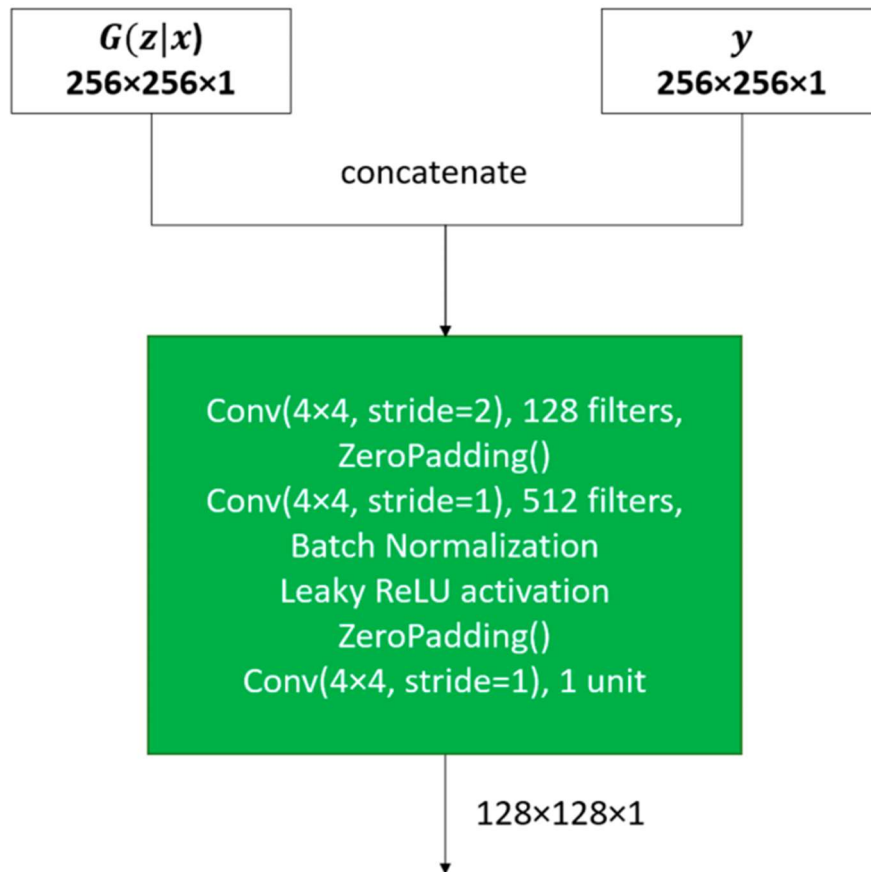 G(z|x)
256×256×1
y
256×256×1
concatenate
Conv(4×4, stride=2), 128 filters,
ZeroPadding()
Conv(4×4, stride=1), 512 filters,
Batch Normalization
Leaky ReLU activation
ZeroPadding()
Conv(4×4, stride=1), 1 unit
128×128×1